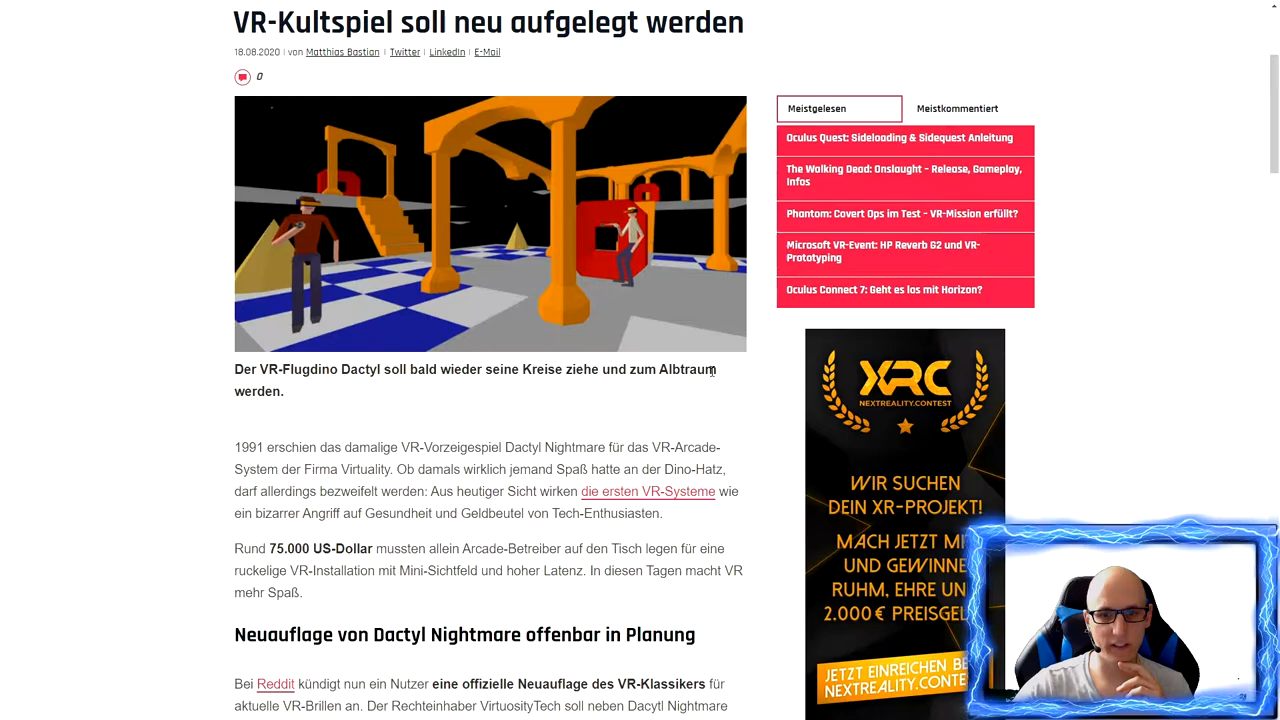 VR-Kultspiel soll neu aufgelegt werden
18.08.2020 | von Matthias Bastian | Twitter | LinkedIn | E-Mail
0
Der VR-Flugdino Dactyl soll bald wieder seine Kreise ziehe und zum Albtraum
werden.
1991 erschien das damalige VR-Vorzeigespiel Dactyl Nightmare für das VR-Arcade-
System der Firma Virtuality. Ob damals wirklich jemand Spaß hatte an der Dino-Hatz,
darf allerdings bezweifelt werden: Aus heutiger Sicht wirken die ersten VR-Systeme wie
ein bizarrer Angriff auf Gesundheit und Geldbeutel von Tech-Enthusiasten.
Rund 75.000 US-Dollar mussten allein Arcade-Betreiber auf den Tisch legen für eine
ruckelige VR-Installation mit Mini-Sichtfeld und hoher Latenz. In diesen Tagen macht VR
mehr Spaß.
Neuauflage von Dactyl Nightmare offenbar in Planung
Bei Reddit kündigt nun ein Nutzer eine offizielle Neuauflage des VR-Klassikers für
aktuelle VR-Brillen an. Der Rechteinhaber VirtuosityTech soll neben Dacytl Nightmare
Meistgelesen
Meistkommentiert
Oculus Quest: Sideloading & Sidequest Anleitung
The Walking Dead: Onslaught – Release, Gameplay,
Infos
Phantom: Covert Ops im Test – VR-Mission erfüllt?
Microsoft VR-Event: HP Reverb G2 und VR-
Prototyping
Oculus Connect 7: Geht es los mit Horizon?
XRC
NEXTREALITY.CONTEST
WIR SUCHEN
DEIN XR-PROJEKT!
MACH JETZT MI
UND GEWINNE
RUHM, EHRE UN
2.000 € PREISGEL
JETZT EINREICHEN BE
NEXTREALITY.CONTE